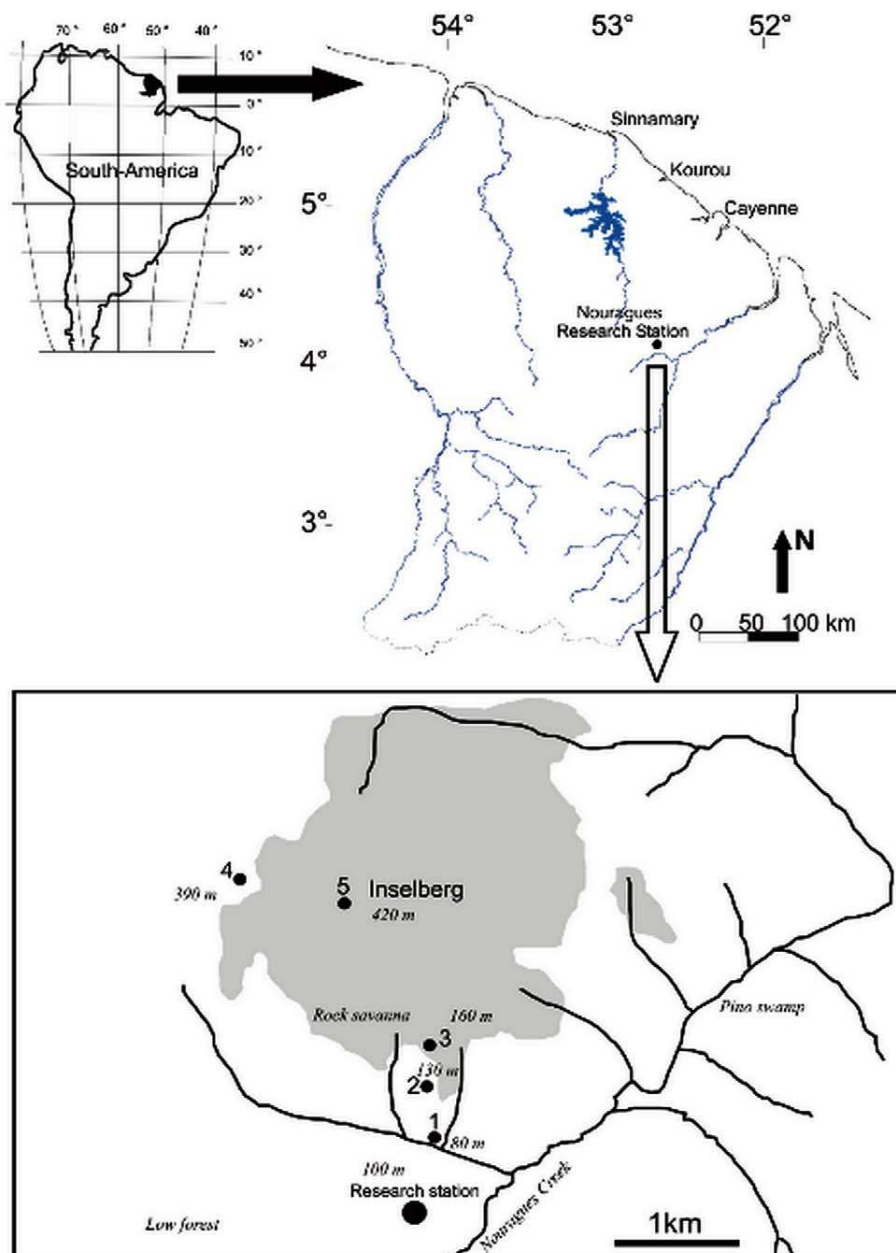 70 ° 60 ° 50 ° 40 °
10 °
0 °
10 °
20 °
30 °
40 °
50 °
South-America
54° 53° 52°
5°
4°
3°
Sinnamary
Kourou
Cayenne
Nouragues
Research Station
N
0 50 100 km
4
390 m
5 Inselberg
420 m
Rock savanna 160 m
3
130 m
2
1
80 m
100 m
Research station
Pino swamp
Nouragues Creek
Low forest
1km